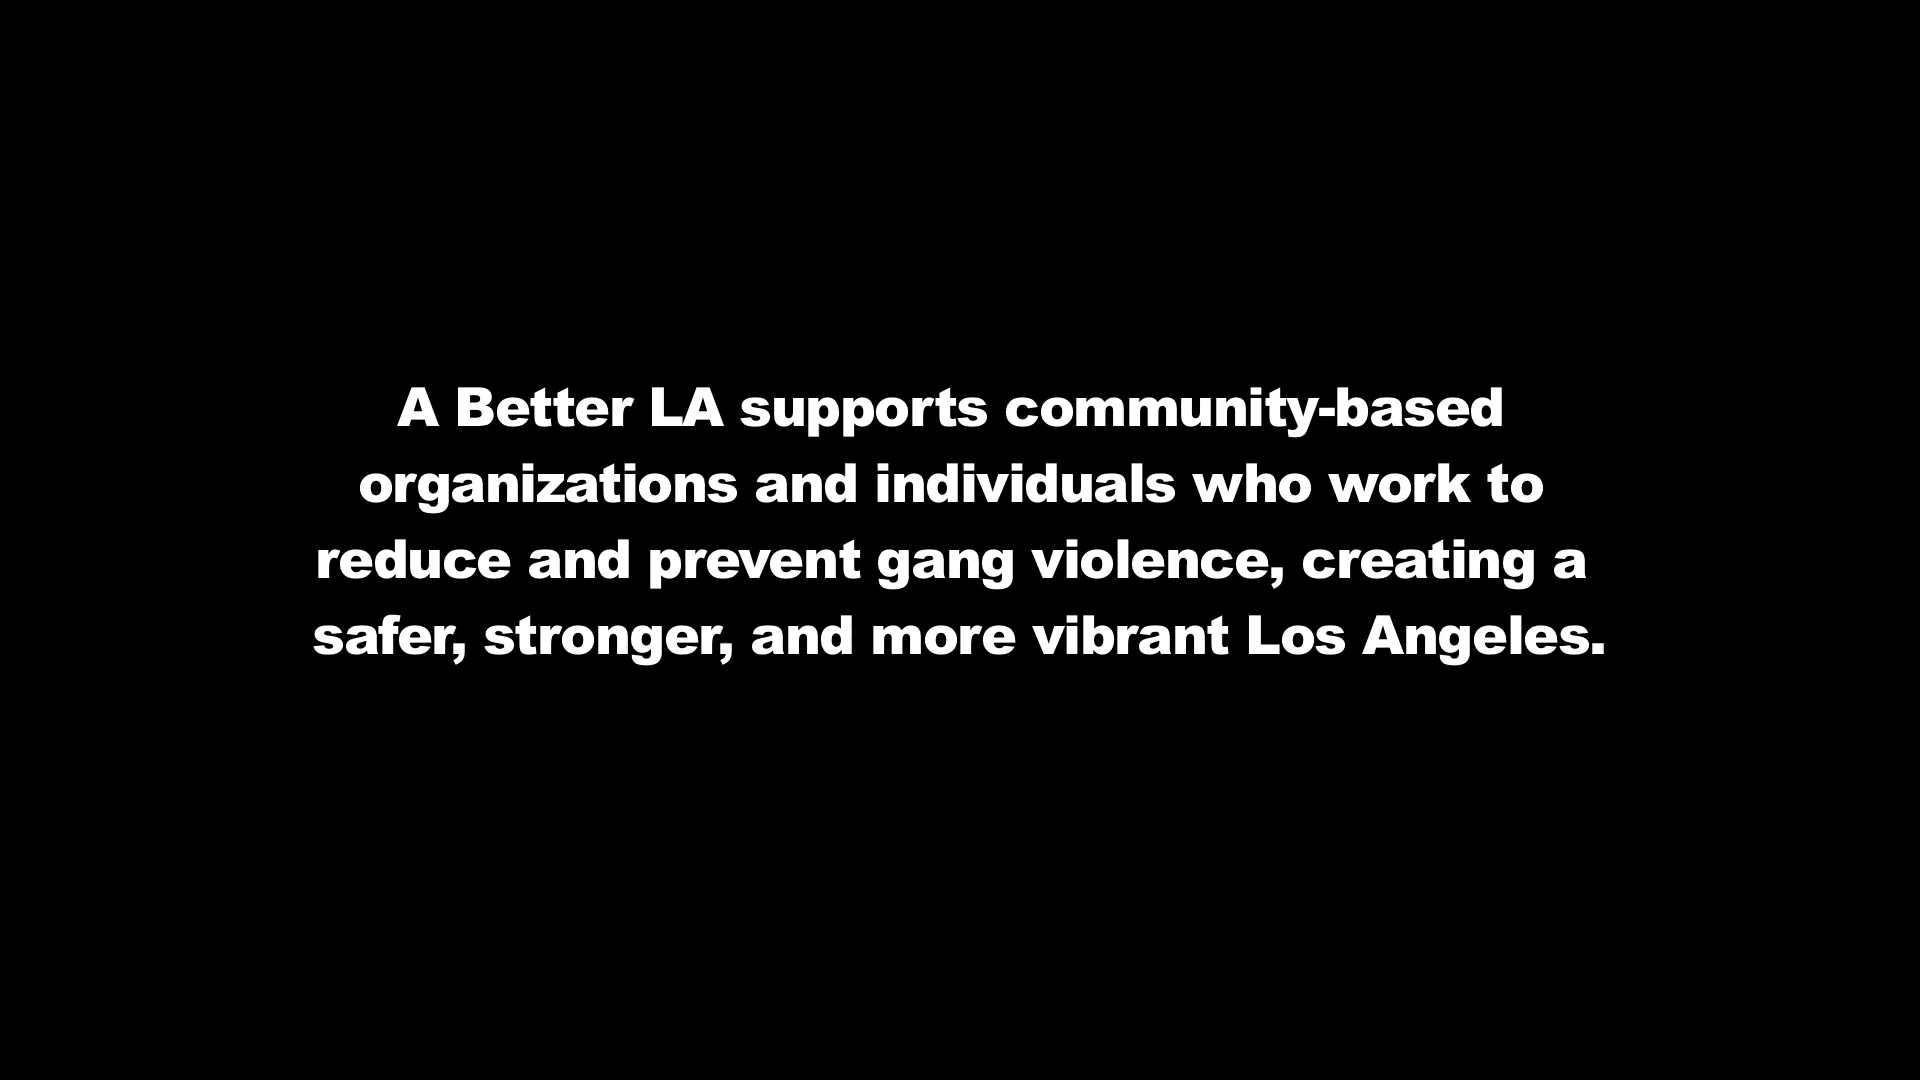 A Better LA supports community-based
organizations and individuals who work to
reduce and prevent gang violence, creating a
safer, stronger, and more vibrant Los Angeles.